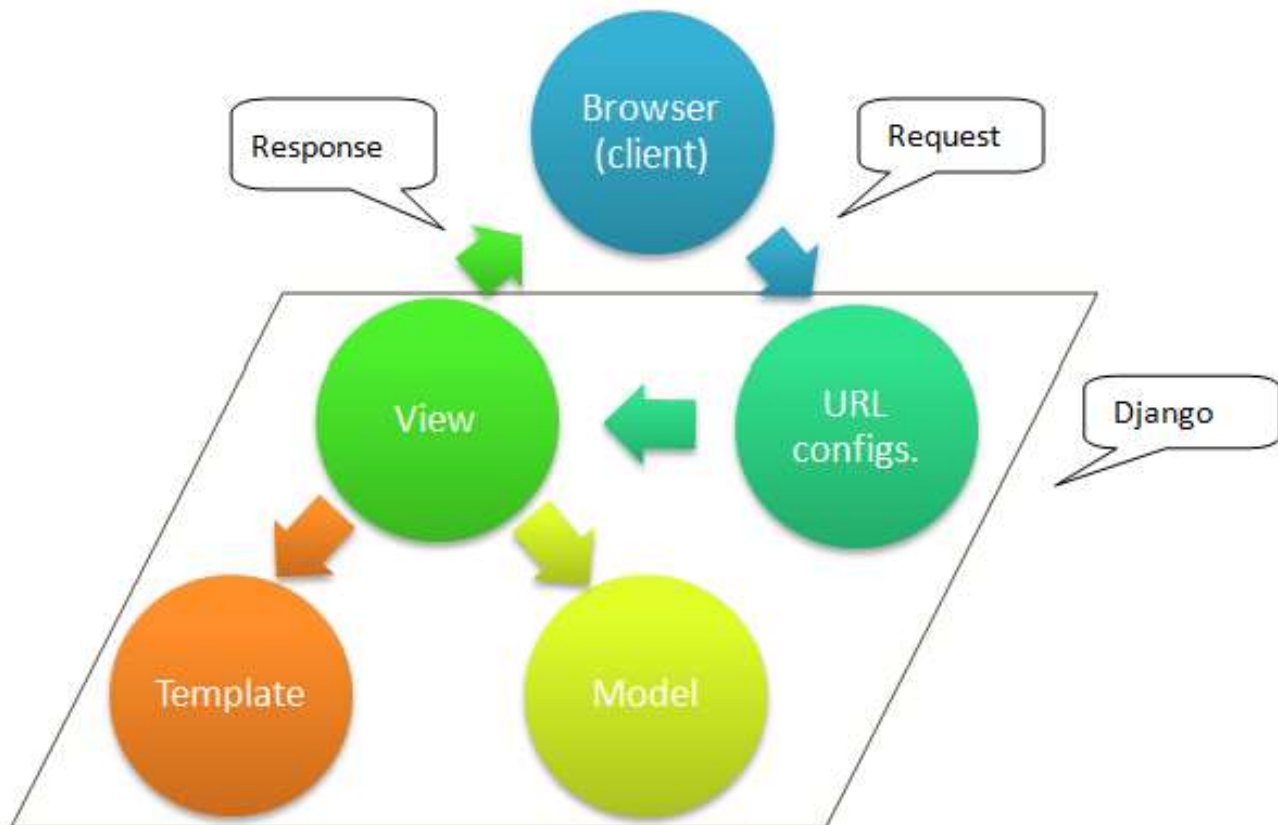 Browser
(client)
Response
Request
View
URL
configs.
Django
Template
Model